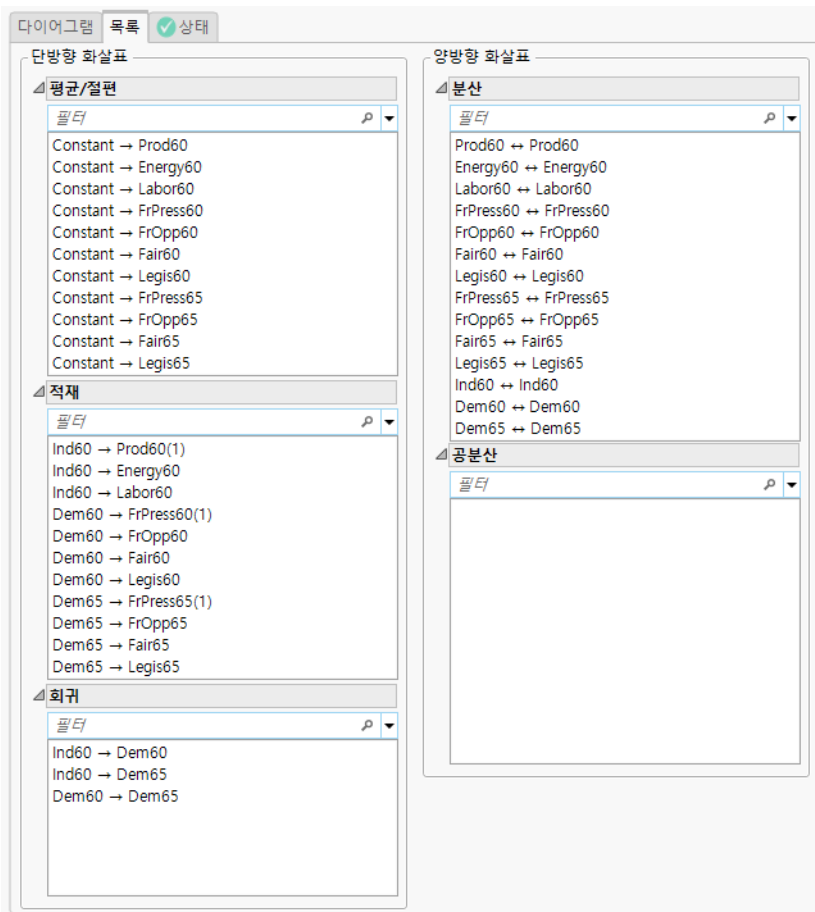 다이어그램 목록 상태
단방향 화살표
평균/절편
필터
Constant → Prod60
Constant → Energy60
Constant → Labor60
Constant → FrPress60
Constant → FrOpp60
Constant → Fair60
Constant → Legis60
Constant → FrPress65
Constant → FrOpp65
Constant → Fair65
Constant → Legis65
적재
필터
Ind60 → Prod60(1)
Ind60 → Energy60
Ind60 → Labor60
Dem60 → FrPress60(1)
Dem60 → FrOpp60
Dem60 → Fair60
Dem60 → Legis60
Dem65 → FrPress65(1)
Dem65 → FrOpp65
Dem65 → Fair65
Dem65 → Legis65
회귀
필터
Ind60 → Dem60
Ind60 → Dem65
Dem60 → Dem65
양방향 화살표
분산
필터
Prod60 ↔ Prod60
Energy60 ↔ Energy60
Labor60 ↔ Labor60
FrPress60 ↔ FrPress60
FrOpp60 ↔ FrOpp60
Fair60 ↔ Fair60
Legis60 ↔ Legis60
FrPress65 ↔ FrPress65
FrOpp65 ↔ FrOpp65
Fair65 ↔ Fair65
Legis65 ↔ Legis65
Ind60 ↔ Ind60
Dem60 ↔ Dem60
Dem65 ↔ Dem65
공분산
필터